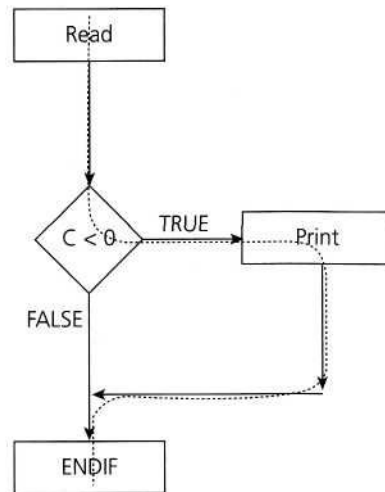 Read
C < 0
TRUE
Print
FALSE
ENDIF